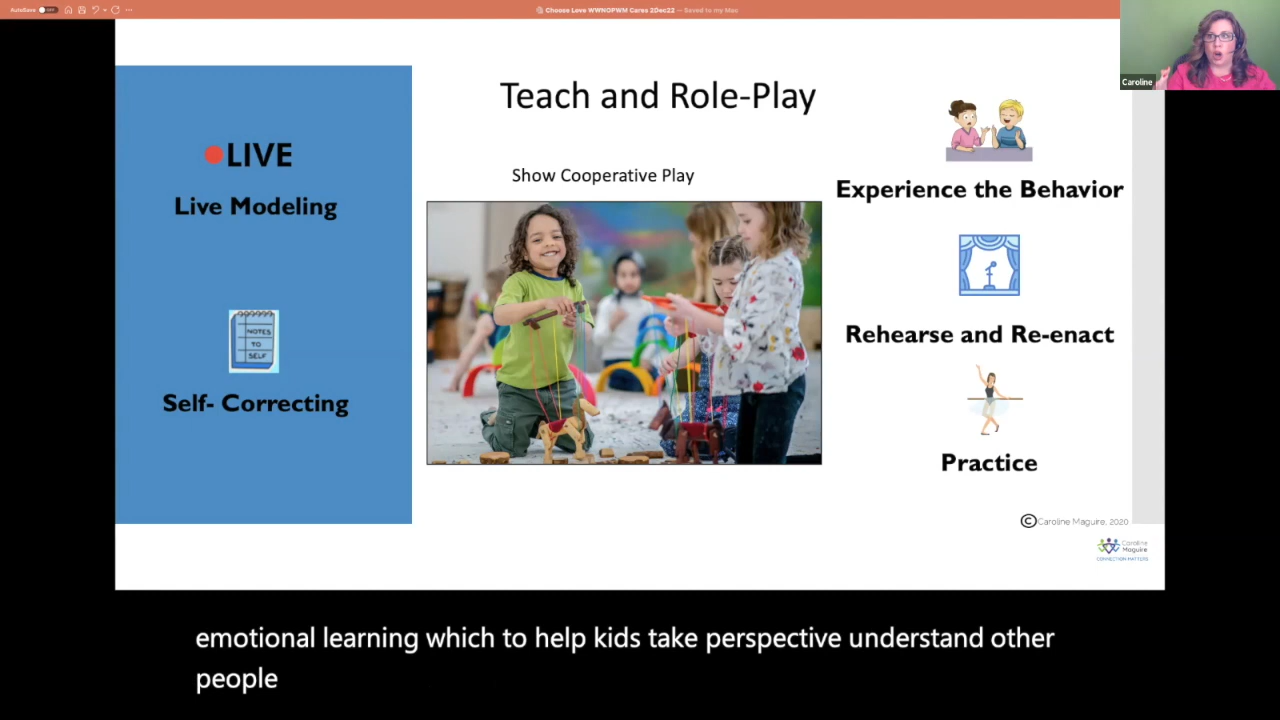 AutoSave OFF
Choose Love WWNOPWM Cares 2Dec22 — Saved to my Mac
Caroline
Teach and Role-Play
LIVE
Live Modeling
NOTES
TO
SELF
Self- Correcting
Show Cooperative Play
Experience the Behavior
Rehearse and Re-enact
Practice
©Caroline Maguire, 2020
Caroline
Maguire
CONNECTION MATTERS
emotional learning which to help kids take perspective understand other
people